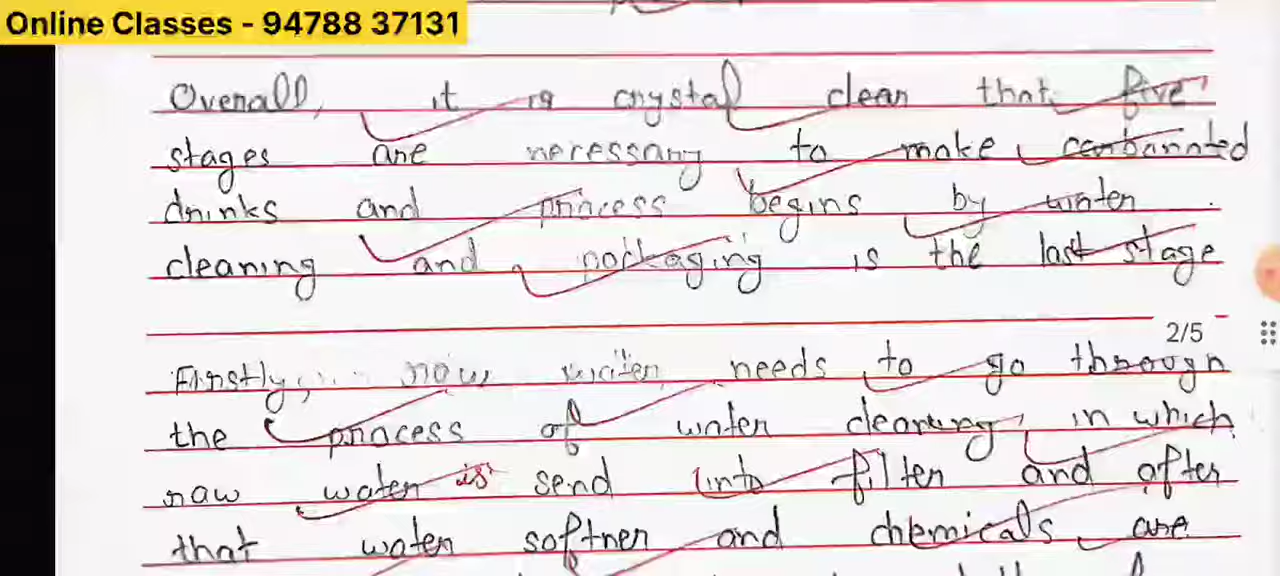 Online Classes - 94788 37131
Overall, it is crystal clear that five
stages are necessary to make carbarnated
drinks and process begins by water
cleaning and packaging is the last stage
2/5
Firstly, raw water needs to go through
the process of water cleaning, in which
raw water is send into filter and after
that water softner and chemicals are